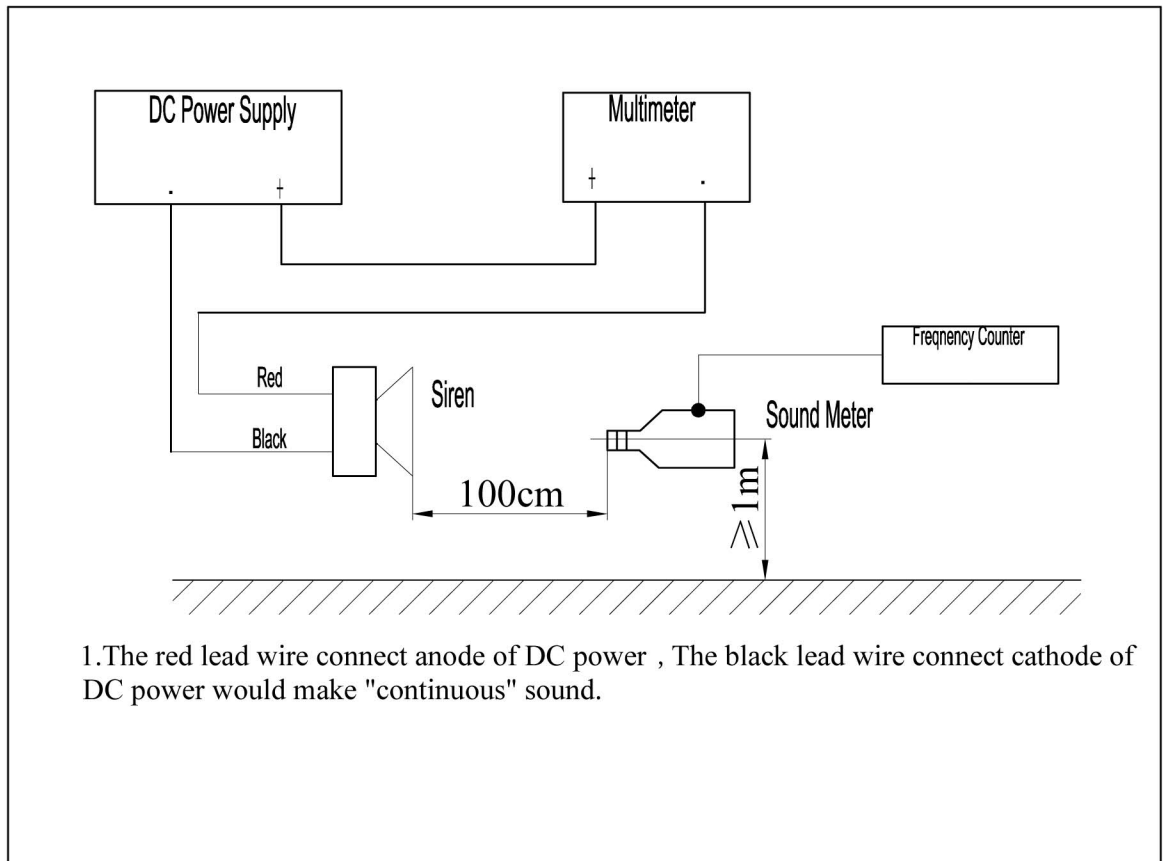 DC Power Supply
Multimeter
- +
+ -
Freqnency Counter
Red
Siren
Sound Meter
Black
100cm
≥1m
1.The red lead wire connect anode of DC power , The black lead wire connect cathode of
DC power would make "continuous" sound.